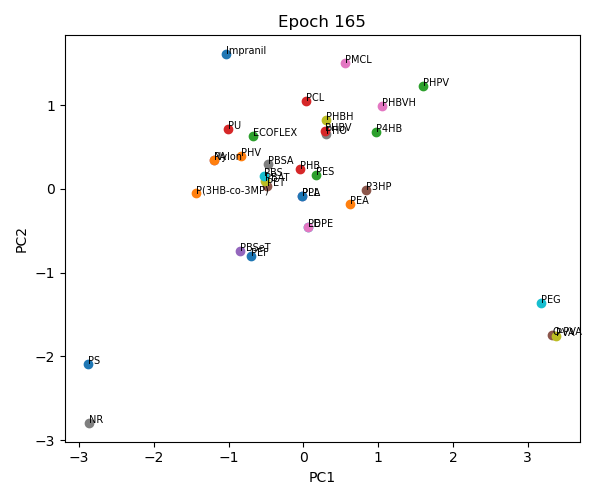 Epoch 165
Impranil
PMCL
PHPV
PCL
PHBVH
PHBH
PU
PHBV
ECOFLEX
P4HB
PHV
Nylon
PBSA
PHB
PBS
PES
PBAT
PET
P(3HB-co-3MP)
PLA
P3HP
PEA
LDPE
PBSeT
PEF
PEG
O-PVA
PVA
PS
NR
PC2
1
0
−1
−2
−3
−3
−2
−1
0
1
2
3
PC1